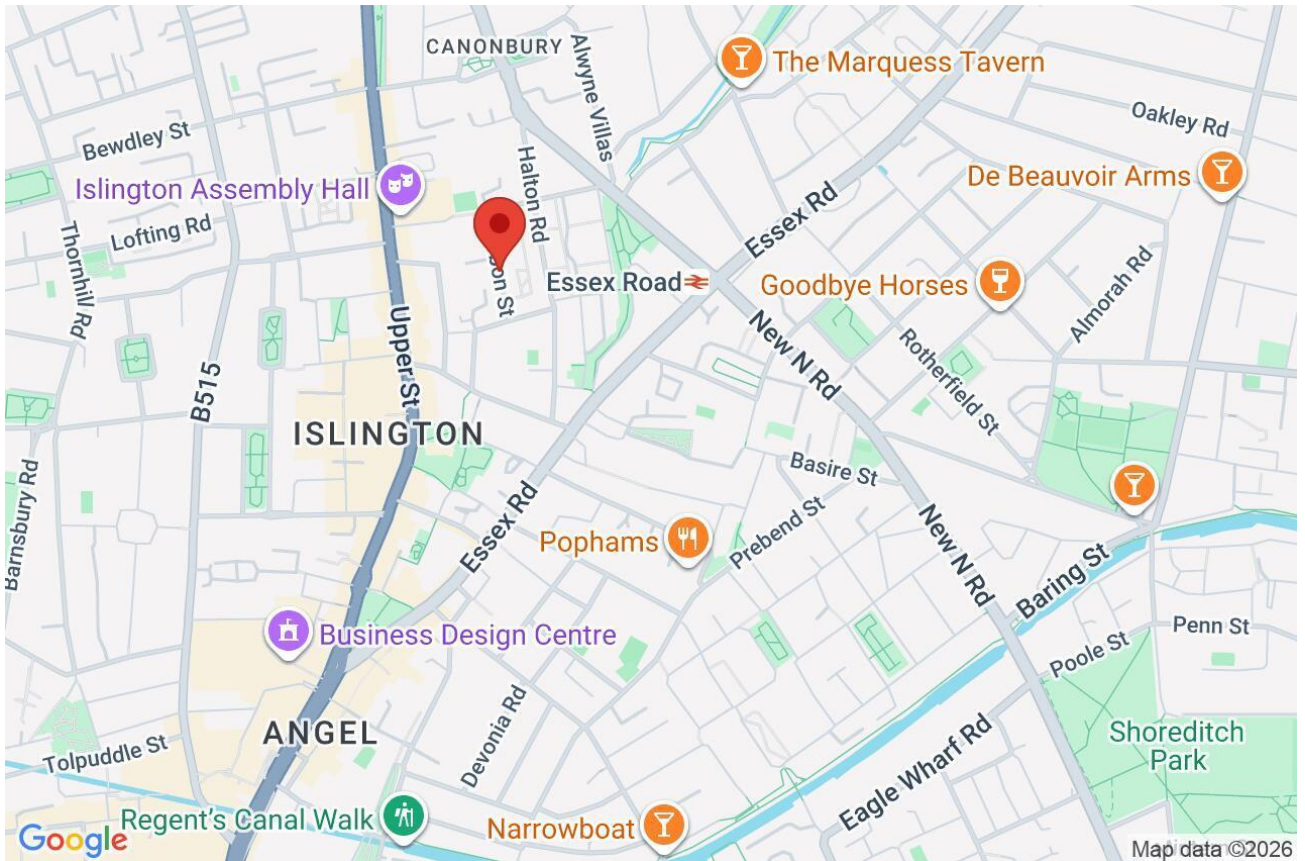 CANONBURY
Alwyne Villas
The Marquess Tavern
Oakley Rd
Bewdley St
Halton Rd
Islington Assembly Hall
De Beauvoir Arms
Lofting Rd
Thornhill Rd
Essex Rd
Essex Road
Goodbye Horses
Almorah Rd
Upper St
New N Rd
Rotherfield St
B515
ISLINGTON
Basire St
Barnsbury Rd
Essex Rd
Pophams
Prebend St
New N Rd
Baring St
Business Design Centre
Penn St
Poole St
ANGEL
Devonia Rd
Tolpuddle St
Shoreditch
Park
Eagle Wharf Rd
Regent's Canal Walk
Narrowboat
Google
Map data ©2026